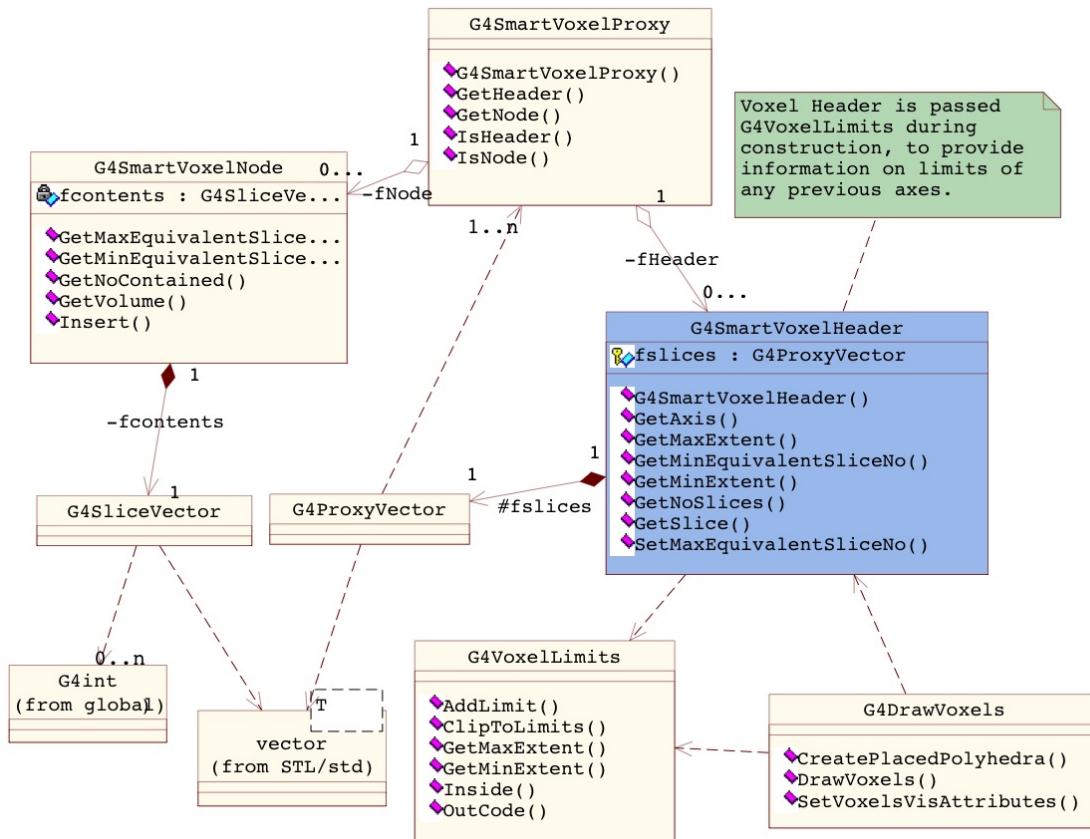 G4SmartVoxelProxy
G4SmartVoxelProxy()
GetHeader()
GetNode()
IsHeader()
IsNode()
Voxel Header is passed
G4VoxelLimits during
construction, to provide
information on limits of
any previous axes.
1
0...
-fNode
G4SmartVoxelNode
fcontents : G4SliceVe...
GetMaxEquivalentSlice...
GetMinEquivalentSlice...
GetNoContained()
GetVolume()
Insert()
1
1..n
-fHeader
0...
G4SmartVoxelHeader
fslices : G4ProxyVector
G4SmartVoxelHeader()
GetAxis()
GetMaxExtent()
GetMinEquivalentSliceNo()
GetMinExtent()
GetNoSlices()
GetSlice()
SetMaxEquivalentSliceNo()
1
-fcontents
1
1
1
#fslices
G4SliceVector
G4ProxyVector
0..n
G4int
(from global)
1
T
vector
(from STL/std)
G4VoxelLimits
AddLimit()
ClipToLimits()
GetMaxExtent()
GetMinExtent()
Inside()
OutCode()
G4DrawVoxels
CreatePlacedPolyhedra()
DrawVoxels()
SetVoxelsVisAttributes()